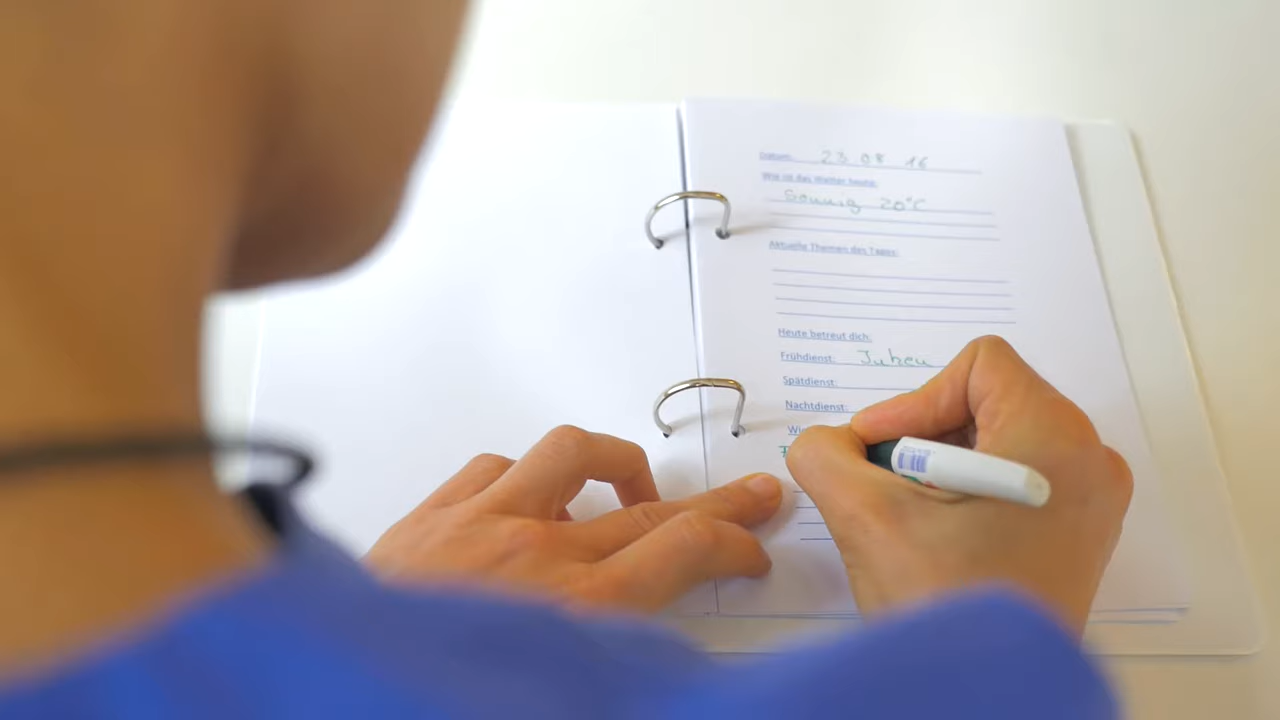 Datum: 23 08 16
Wie ist das Wetter heute:
Sonnig 20°C
Aktuelle Themen des Tages:
Heute betreut dich:
Frühdienst:
Spätdienst:
Nachtdienst: